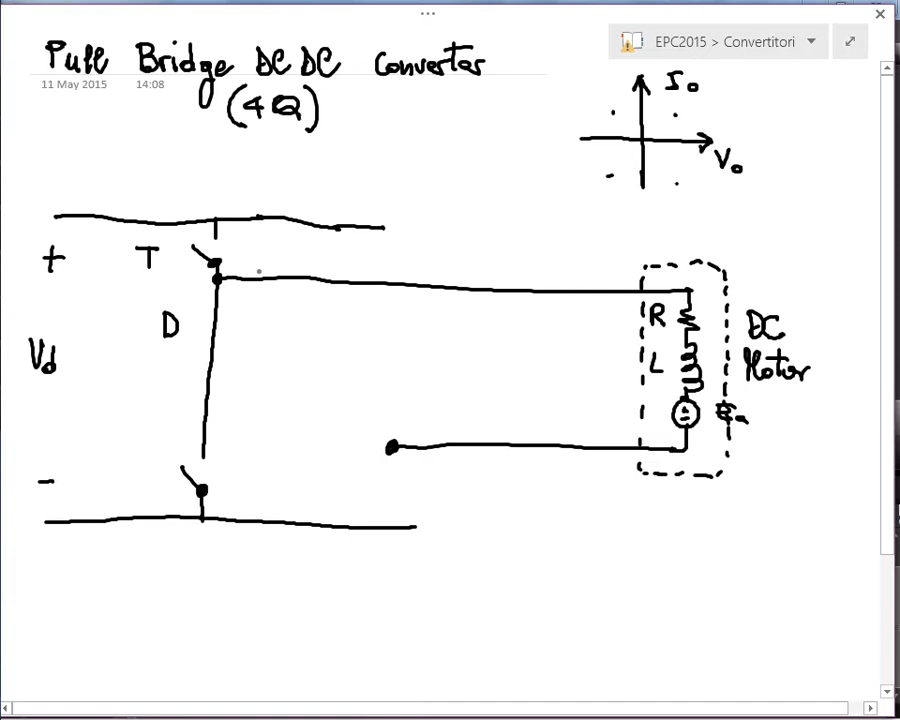 Full Bridge DC DC Converter
11 May 2015 14:08
(4Q)
EPC2015 > Convertitori
Io
Vo
+ T
D
Vd
-
R
L
+
-
Ea
DC
Motor